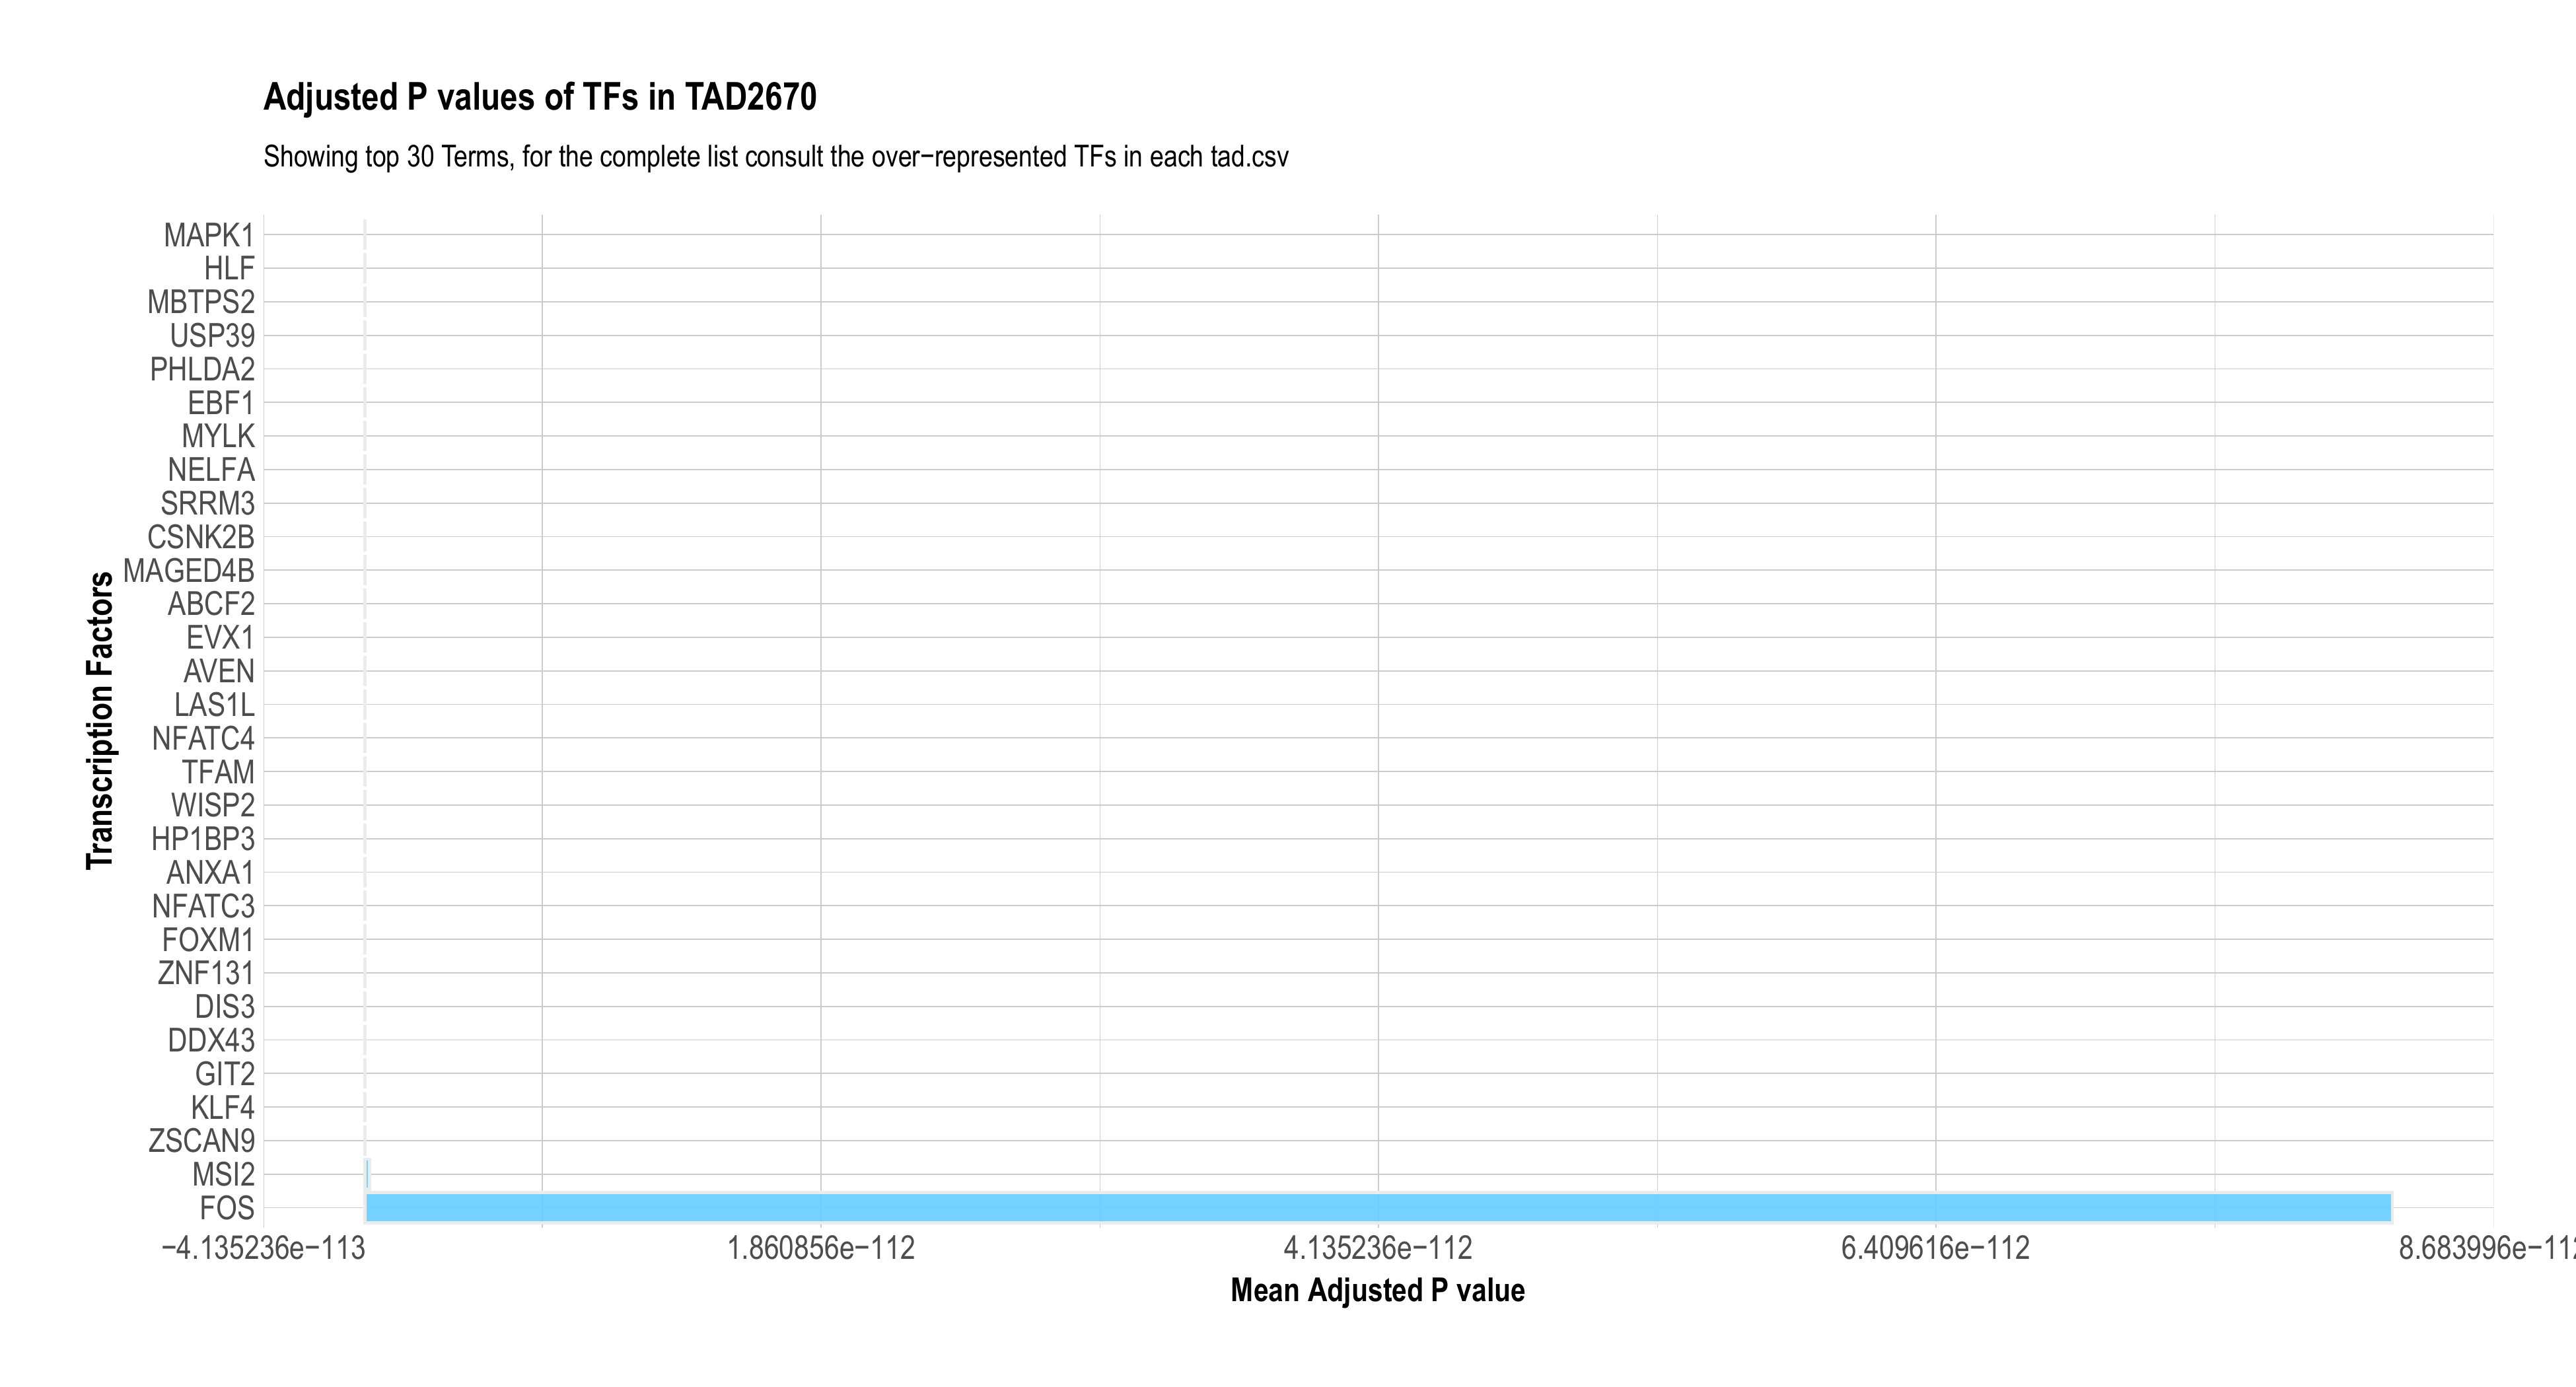 Adjusted P values of TFs in TAD2670
Showing top 30 Terms, for the complete list consult the over−represented TFs in each tad.csv
MAPK1
HLF
MBTPS2
USP39
PHLDA2
EBF1
MYLK
NELFA
SRRM3
CSNK2B
MAGED4B
ABCF2
EVX1
AVEN
LAS1L
NFATC4
TFAM
WISP2
HP1BP3
ANXA1
NFATC3
FOXM1
ZNF131
DIS3
DDX43
GIT2
KLF4
ZSCAN9
MSI2
FOS
Transcription Factors
−4.135236e−113 1.860856e−112 4.135236e−112 6.409616e−112 8.683996e−112
Mean Adjusted P value